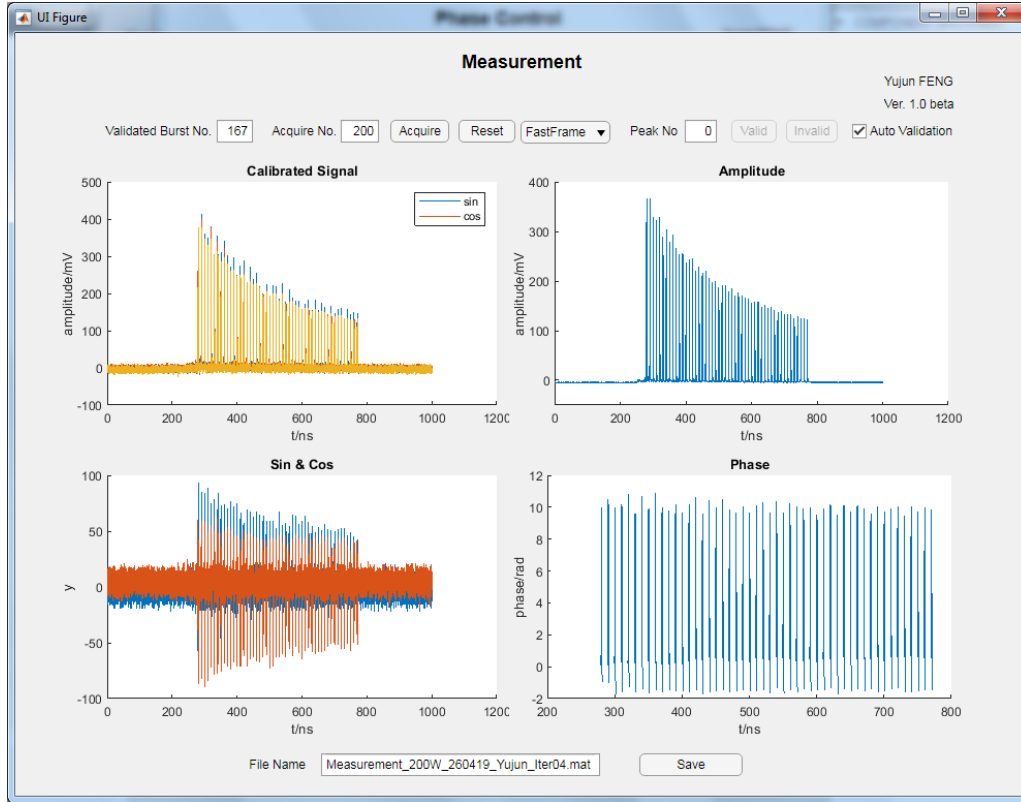 UI Figure
Phase Control
Measurement
Yujun FENG
Ver. 1.0 beta
Validated Burst No. 167 Acquire No. 200 Acquire Reset FastFrame Peak No 0 Valid Invalid Auto Validation
Calibrated Signal
500
400
300
200
100
0
-100
amplitude/mV
sin
cos
0 200 400 600 800 1000 1200
t/ns
Amplitude
400
300
200
100
0
amplitude/mV
0 200 400 600 800 1000 1200
t/ns
Sin & Cos
100
50
0
-50
-100
y
0 200 400 600 800 1000 1200
t/ns
Phase
12
10
8
6
4
2
0
-2
phase/rad
200 300 400 500 600 700 800
t/ns
File Name Measurement_200W_260419_Yujun_Iter04.mat Save